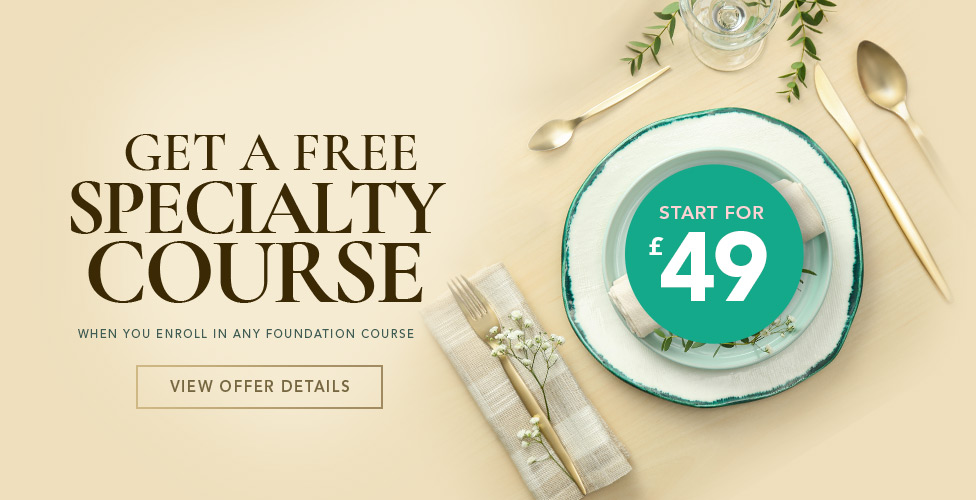 GET A FREE
SPECIALTY
COURSE
WHEN YOU ENROLL IN ANY FOUNDATION COURSE
VIEW OFFER DETAILS
START FOR
£49